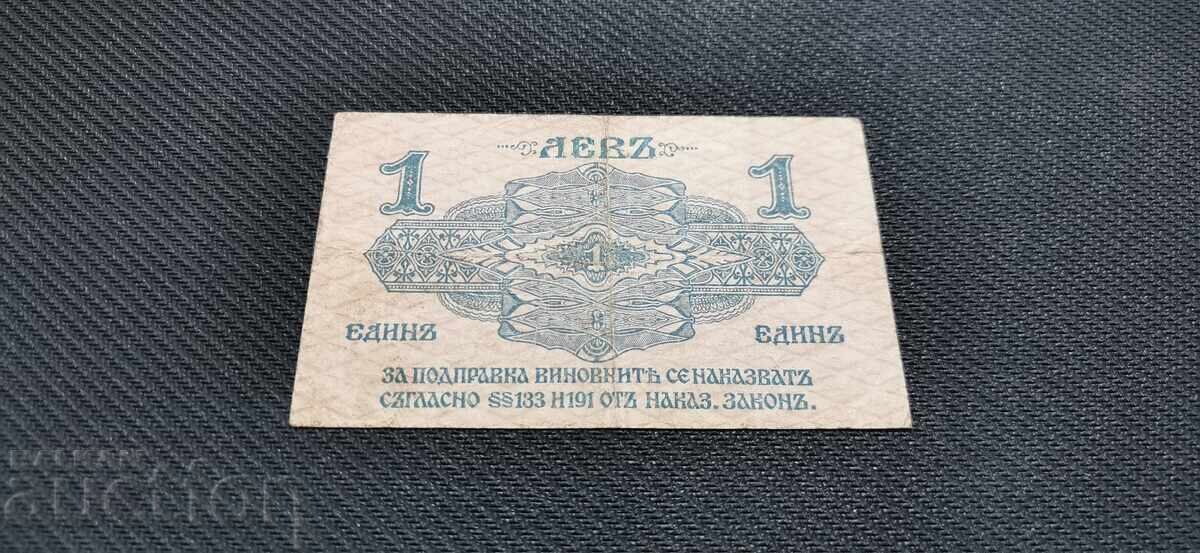 1 ЛЕВЪ 1
1
ЕДИНЪ ЕДИНЪ
ЗА ПОДПРАВКА ВИНОВНИТѢ СЕ НАКАЗВАТЪ
СЪГЛАСНО §§133 И 191 ОТЪ НАКАЗ. ЗАКОНЪ.